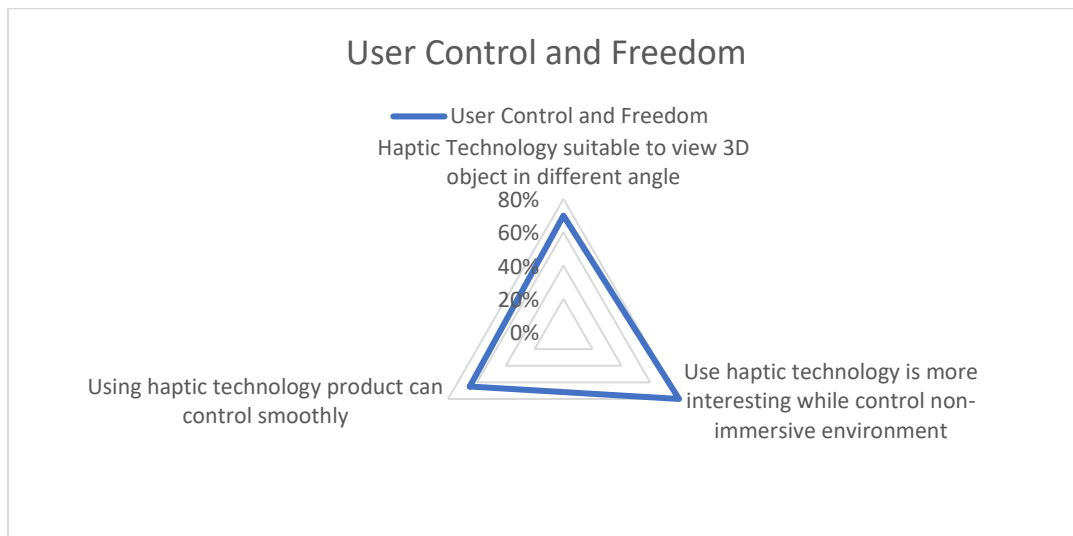 User Control and Freedom
User Control and Freedom
Haptic Technology suitable to view 3D
object in different angle
80%
60%
40%
20%
0%
Use haptic technology is more
interesting while control non-
immersive environment
Using haptic technology product can
control smoothly